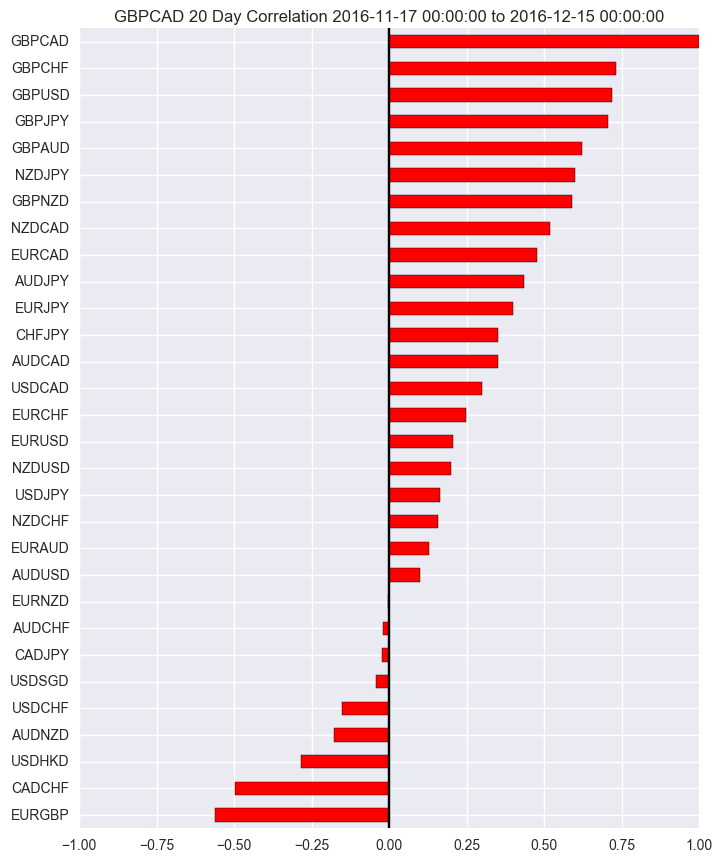 GBPCAD 20 Day Correlation 2016-11-17 00:00:00 to 2016-12-15 00:00:00
GBPCAD
GBPCHF
GBPUSD
GBPJPY
GBPAUD
NZDJPY
GBPNZD
NZDCAD
EURCAD
AUDJPY
EURJPY
CHFJPY
AUDCAD
USDCAD
EURCHF
EURUSD
NZDUSD
USDJPY
NZDCHF
EURAUD
AUDUSD
EURNZD
AUDCHF
CADJPY
USDSGD
USDCHF
AUDNZD
USDHKD
CADCHF
EURGBP
−1.00 −0.75 −0.50 −0.25 0.00 0.25 0.50 0.75 1.00